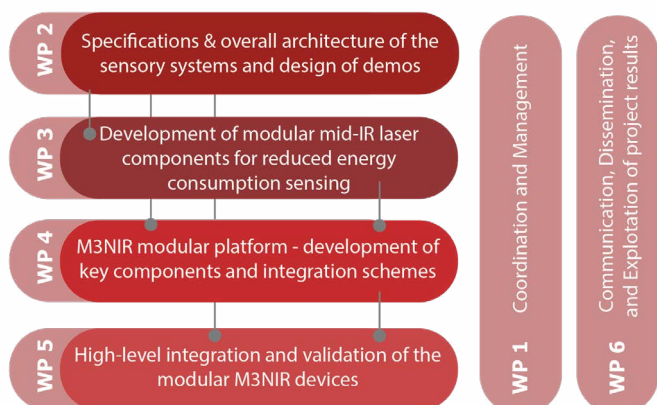 WP 2
Specifications & overall architecture of the
sensory systems and design of demos
WP 3
Development of modular mid-IR laser
components for reduced energy
consumption sensing
WP 4
M3NIR modular platform - development of
key components and integration schemes
WP 5
High-level integration and validation of the
modular M3NIR devices
WP 1
Coordination and Management
WP 6
Communication, Dissemination,
and Explotation of project results